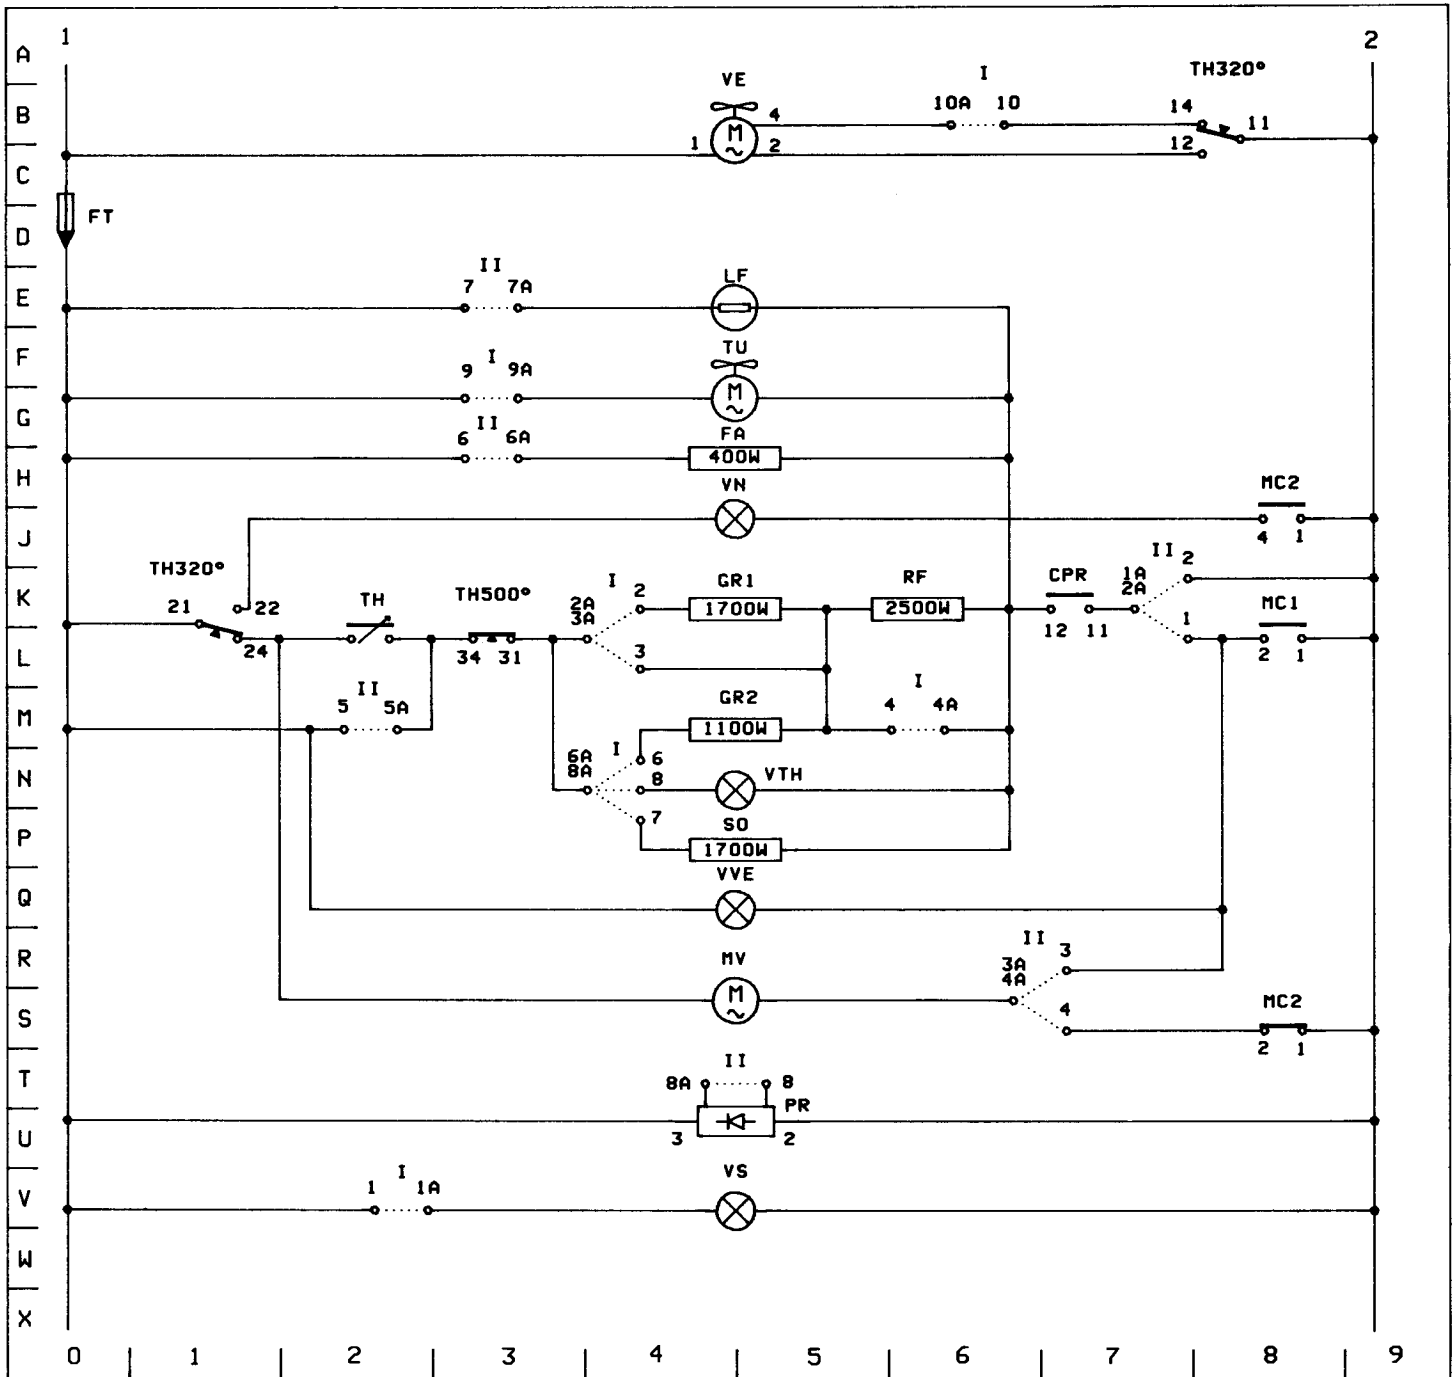 1 2
A
VE I TH320°
B 10A 10 14 11
M 4
1 2 12
C
FT
D
II
7 7A LF
E
F I TU
9 9A
M
G II FA
6 6A 400W
H VN MC2
J 4 1
TH320° II 2
K 21 22 TH TH500° I 2 GR1 RF CPR 1A
2A 3A 1700W 2500W 2A MC1
12 11 1
L 24 34 31 3 2 1
II GR2 I
M 5 5A 1100W 4 4A
I 6
N 6A 8A 8 VTH
7
P SO
1700W
VVE
Q
II 3
R MV 3A
4A
M 4 MC2
S 2 1
II
T 8A 8
PR
U 3 2
I VS
V 1 1A
W
X
0 1 2 3 4 5 6 7 8 9